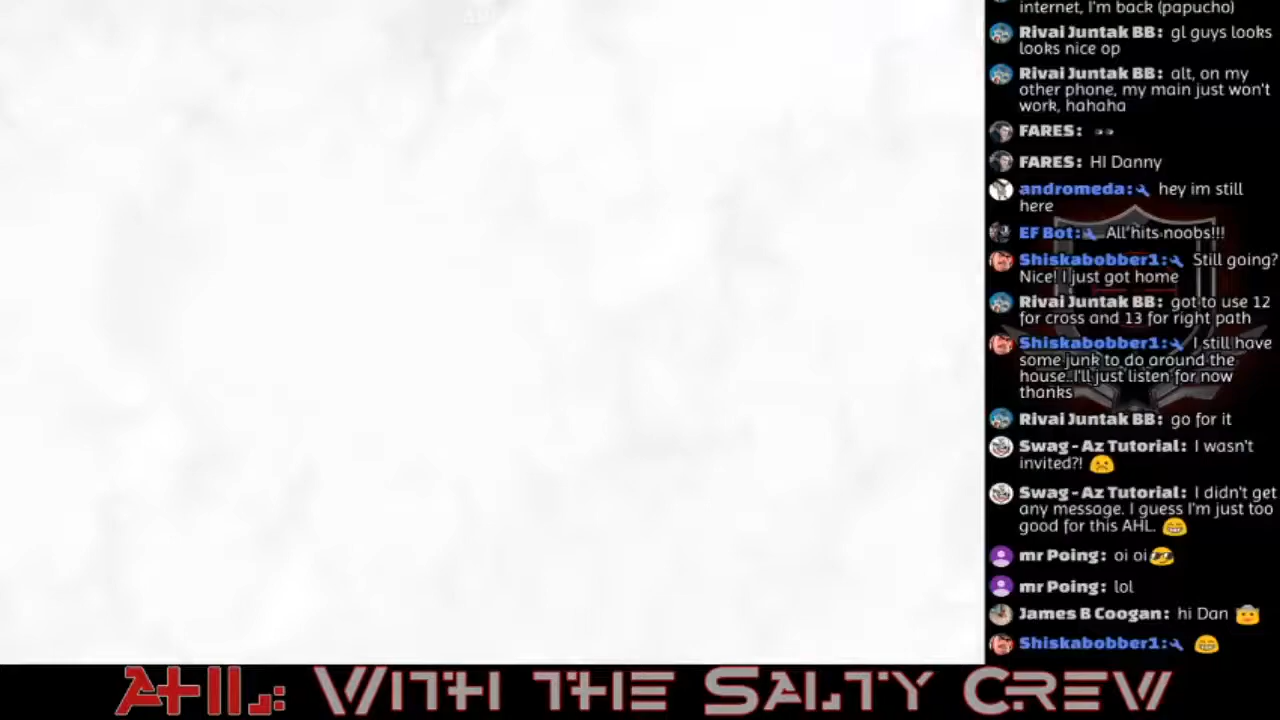 internet, I'm back (papucho)
Rivai Juntak BB: gl guys looks
looks nice op
Rivai Juntak BB: alt, on my
other phone, my main just won't
work, hahaha
FARES: 👀
FARES: HI Danny
andromeda: hey im still
here
EF Bot: All hits noobs!!!
Shiskabobber1: Still going?
Nice! I just got home
Rivai Juntak BB: got to use 12
for cross and 13 for right path
Shiskabobber1: I still have
some junk to do around the
house..I'll just listen for now
thanks
Rivai Juntak BB: go for it
Swag - Az Tutorial: I wasn't
invited?! ☹️
Swag - Az Tutorial: I didn't get
any message. I guess I'm just too
good for this AHL. 😁
mr Poing: oi oi😎
mr Poing: lol
James B Coogan: hi Dan 🤠
Shiskabobber1: 😁
AHL: With the Salty Crew